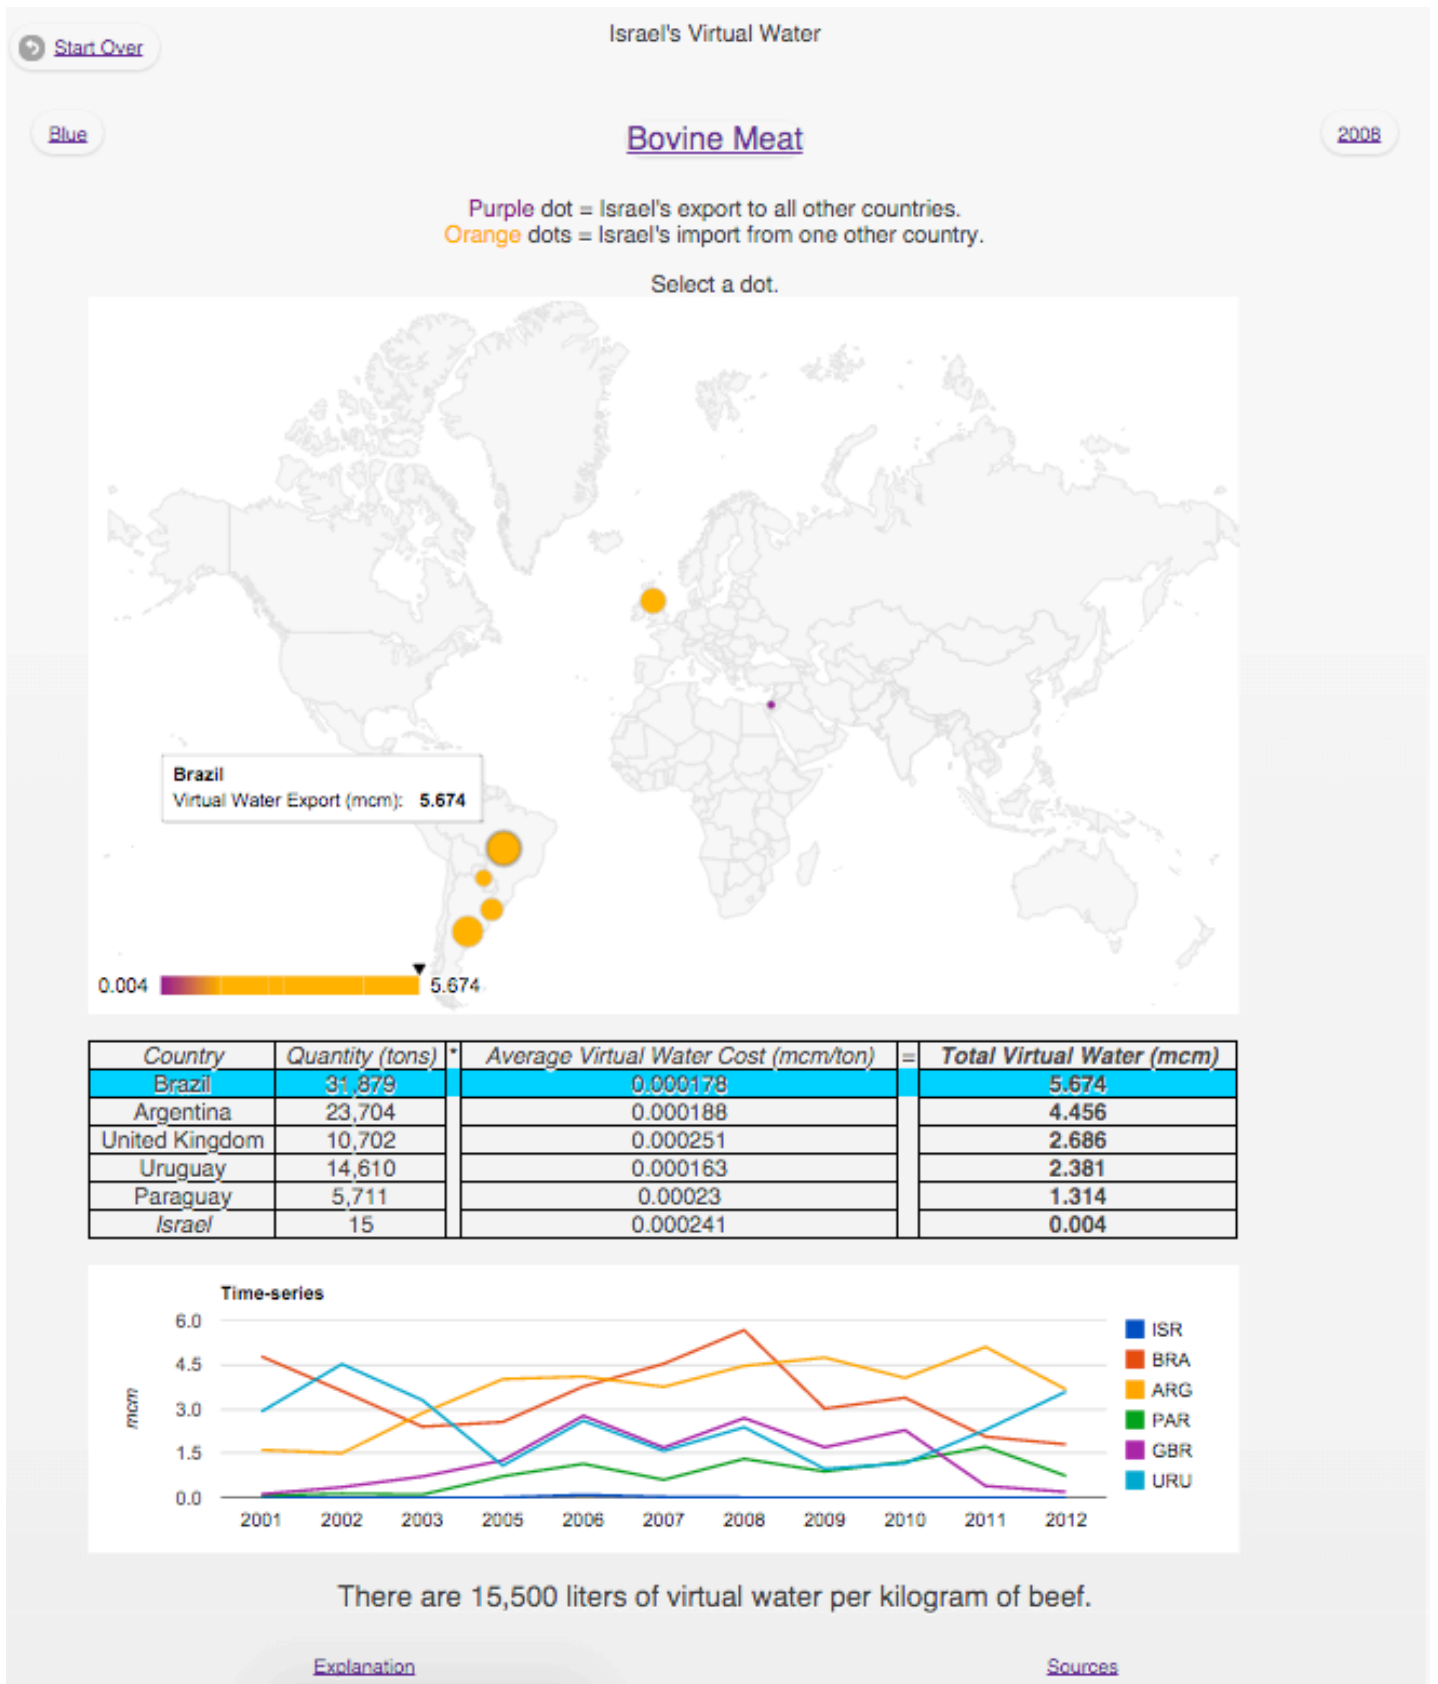 Israel's Virtual Water
Start Over
Blue
Bovine Meat
2008
Purple dot = Israel's export to all other countries.
Orange dots = Israel's import from one other country.
Select a dot.
Brazil
Virtual Water Export (mcm): 5.674
0.004 5.674
Country Quantity (tons) * Average Virtual Water Cost (mcm/ton) = Total Virtual Water (mcm)
Brazil 31,879 0.000178 5.674
Argentina 23,704 0.000188 4.456
United Kingdom 10,702 0.000251 2.686
Uruguay 14,610 0.000163 2.381
Paraguay 5,711 0.00023 1.314
Israel 15 0.000241 0.004
Time-series
6.0
4.5
3.0
1.5
0.0
mcm
2001 2002 2003 2005 2006 2007 2008 2009 2010 2011 2012
ISR
BRA
ARG
PAR
GBR
URU
There are 15,500 liters of virtual water per kilogram of beef.
Explanation Sources